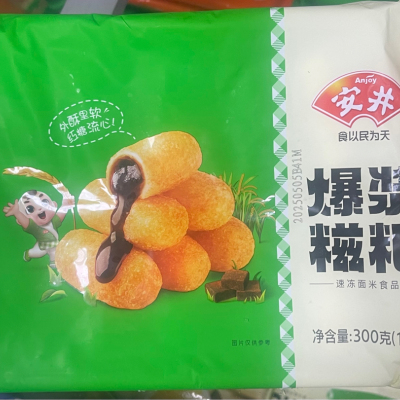 Anjoy
安井
食以民为天
外酥里软
红糖流心!
20250505B41M
爆浆
糍粑
速冻面米食品
净含量:300克(1
图片仅供参考